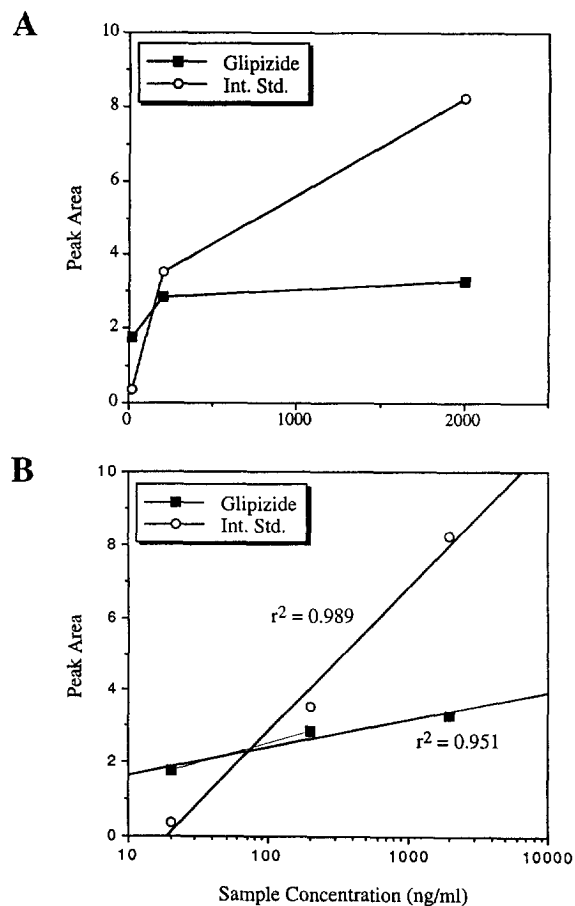 A
10
8
6
4
2
0
Peak Area
Glipizide
Int. Std.
0
1000
2000
B
10
8
6
4
2
0
Peak Area
Glipizide
Int. Std.
r² = 0.989
r² = 0.951
10
100
1000
10000
Sample Concentration (ng/ml)